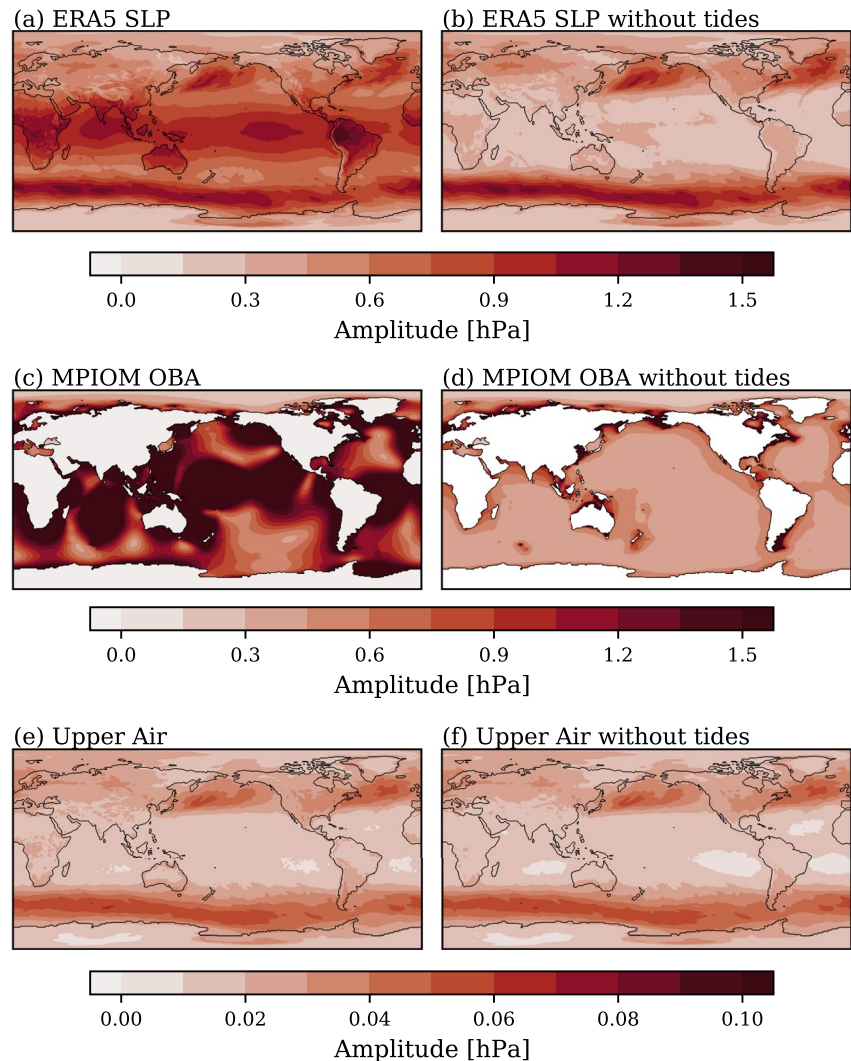 (a) ERA5 SLP
(b) ERA5 SLP without tides
0.0 0.3 0.6 0.9 1.2 1.5
Amplitude [hPa]
(c) MPIOM OBA
(d) MPIOM OBA without tides
0.0 0.3 0.6 0.9 1.2 1.5
Amplitude [hPa]
(e) Upper Air
(f) Upper Air without tides
0.00 0.02 0.04 0.06 0.08 0.10
Amplitude [hPa]